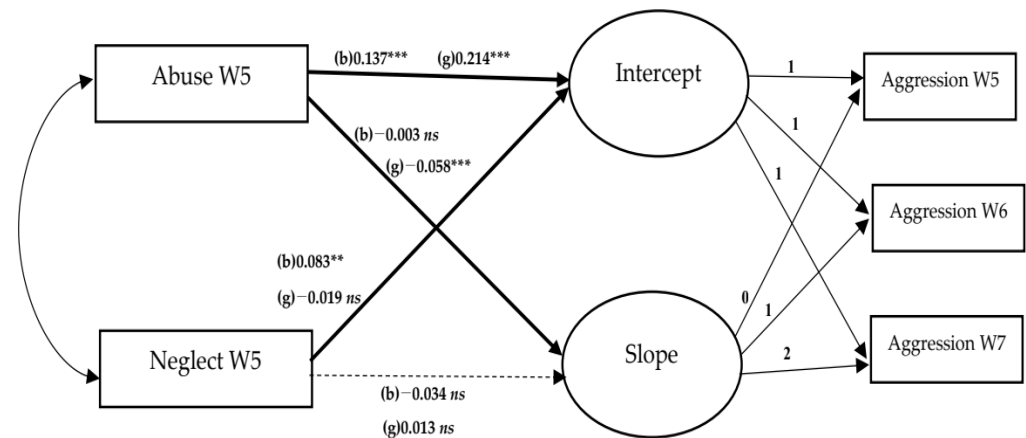 Abuse W5
(b)0.137*** (g)0.214***
Intercept
1
Aggression W5
(b)−0.003 ns
(g)−0.058***
1
1
Aggression W6
(b)0.083**
(g)−0.019 ns
0
1
2
Neglect W5
Slope
Aggression W7
(b)−0.034 ns
(g)0.013 ns